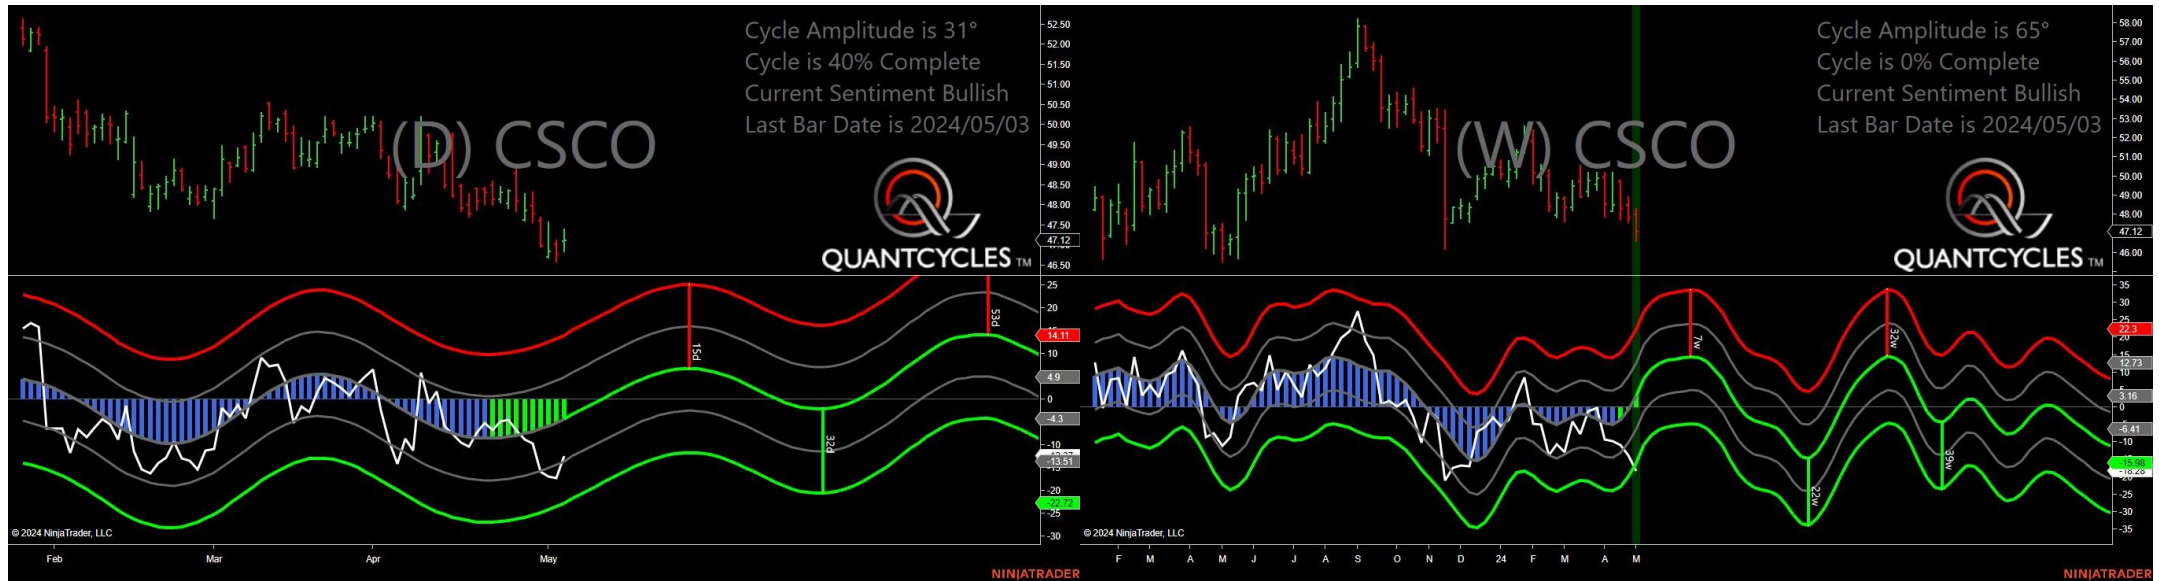 Cycle Amplitude is 31°
Cycle is 40% Complete
Current Sentiment Bullish
Last Bar Date is 2024/05/03
(D) CSCO
QUANTCYCLES TM
52.50
52.00
51.50
51.00
50.50
50.00
49.50
49.00
48.50
48.00
47.50
47.12
46.50
25
20
14.11
10
4.9
0
-4.3
-10
-13.51
-20
-22.72
-25
-30
15d
32d
53d
© 2024 NinjaTrader, LLC
Feb Mar Apr May
NINJATRADER
Cycle Amplitude is 65°
Cycle is 0% Complete
Current Sentiment Bullish
Last Bar Date is 2024/05/03
(W) CSCO
QUANTCYCLES TM
58.00
57.00
56.00
55.00
54.00
53.00
52.00
51.00
50.00
49.00
48.00
47.12
46.00
35
30
22.3
20
15
12.73
5
3.16
0
-6.41
-10
-15.98
-18.28
-25
-30
-35
7w
22w
32w
39w
© 2024 NinjaTrader, LLC
F M A M J J A S O N D 24 F M A M
NINJATRADER